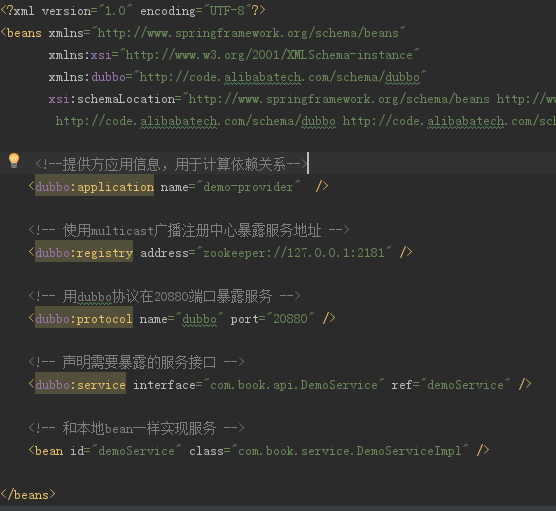 <?xml version="1.0" encoding="UTF-8"?>
<beans xmlns="http://www.springframework.org/schema/beans"
xmlns:xsi="http://www.w3.org/2001/XMLSchema-instance"
xmlns:dubbo="http://code.alibabatech.com/schema/dubbo"
xsi:schemaLocation="http://www.springframework.org/schema/beans http://ww
http://code.alibabatech.com/schema/dubbo http://code.alibabatech.com/sch
<!--提供方应用信息，用于计算依赖关系-->
<dubbo:application name="demo-provider" />
<!-- 使用multicast广播注册中心暴露服务地址 -->
<dubbo:registry address="zookeeper://127.0.0.1:2181" />
<!-- 用dubbo协议在20880端口暴露服务 -->
<dubbo:protocol name="dubbo" port="20880" />
<!-- 声明需要暴露的服务接口 -->
<dubbo:service interface="com.book.api.DemoService" ref="demoService" />
<!-- 和本地bean一样实现服务 -->
<bean id="demoService" class="com.book.service.DemoServiceImpl" />
</beans>